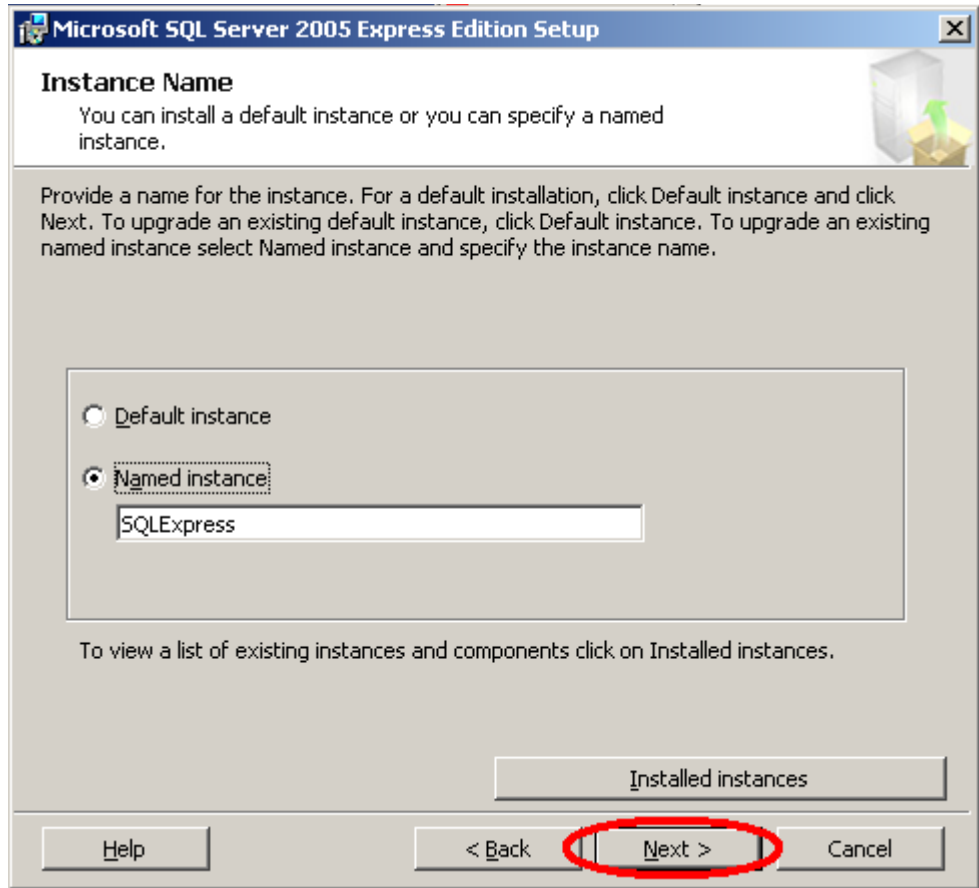 Microsoft SQL Server 2005 Express Edition Setup
Instance Name
You can install a default instance or you can specify a named
instance.
Provide a name for the instance. For a default installation, click Default instance and click
Next. To upgrade an existing default instance, click Default instance. To upgrade an existing
named instance select Named instance and specify the instance name.
Default instance
Named instance
SQLExpress
To view a list of existing instances and components click on Installed instances.
Installed instances
Help
< Back
Next >
Cancel